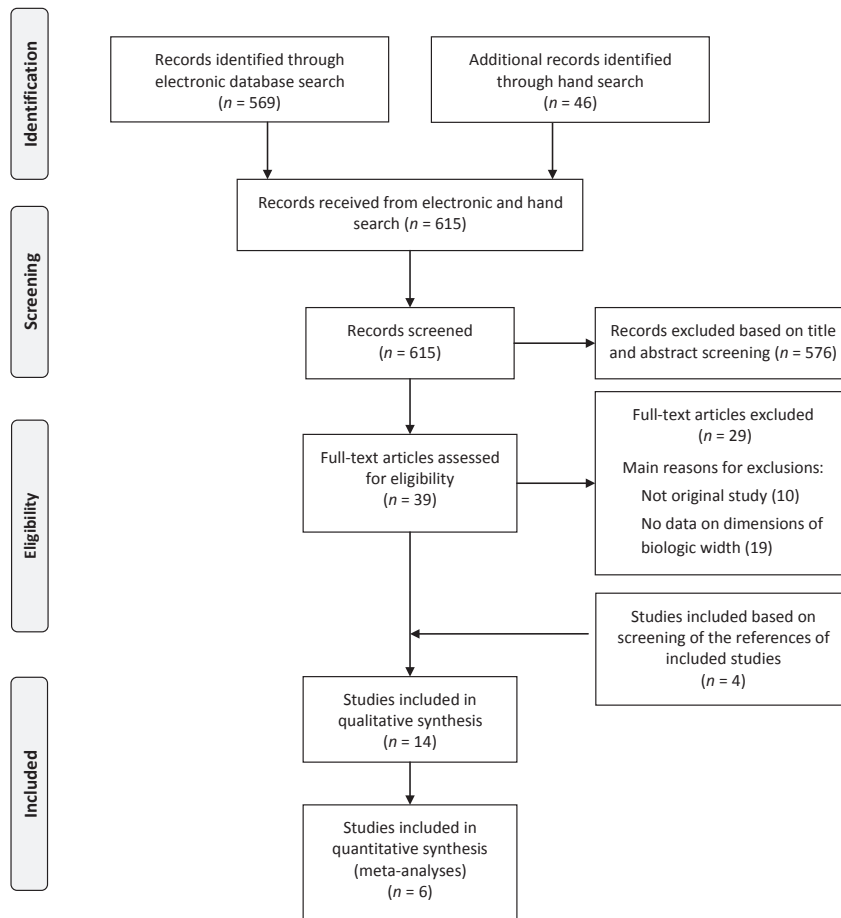 Identification
Records identified through
electronic database search
(n = 569)
Additional records identified
through hand search
(n = 46)
Records received from electronic and hand
search (n = 615)
Screening
Records screened
(n = 615)
Records excluded based on title
and abstract screening (n = 576)
Eligibility
Full-text articles assessed
for eligibility
(n = 39)
Full-text articles excluded
(n = 29)
Main reasons for exclusions:
Not original study (10)
No data on dimensions of
biologic width (19)
Studies included based on
screening of the references of
included studies
(n = 4)
Included
Studies included in
qualitative synthesis
(n = 14)
Studies included in
quantitative synthesis
(meta-analyses)
(n = 6)